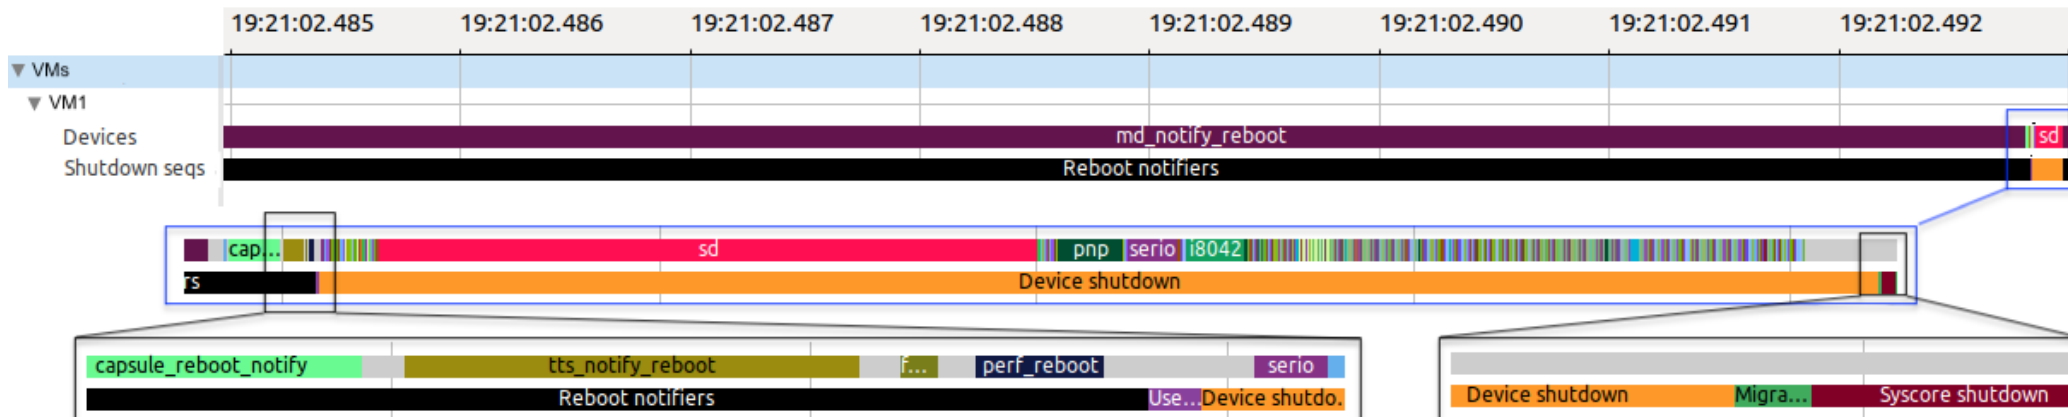 19:21:02.485 19:21:02.486 19:21:02.487 19:21:02.488 19:21:02.489 19:21:02.490 19:21:02.491 19:21:02.492
VMs
VM1
Devices md_notify_reboot sd
Shutdown seqs Reboot notifiers
cap... sd pnp serio i8042
rs Device shutdown
capsule_reboot_notify tts_notify_reboot f... perf_reboot serio
Reboot notifiers Use... Device shutdo.
Device shutdown Migra... Syscore shutdown